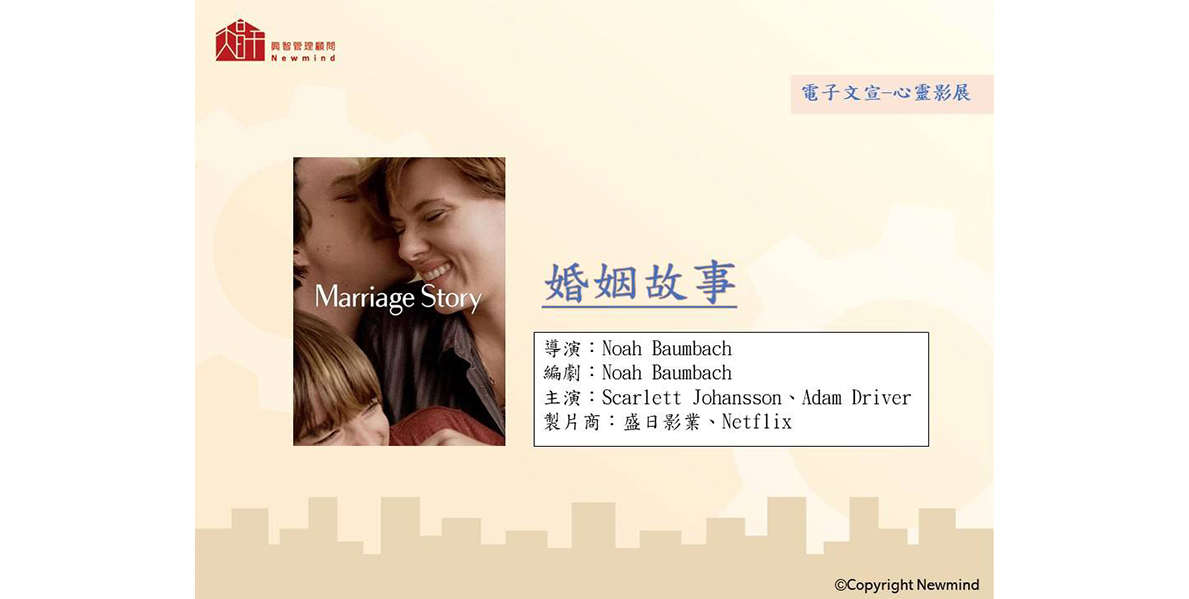 興智管理顧問
Newmind
電子文宣-心靈影展
Marriage Story
婚姻故事
導演：Noah Baumbach
編劇：Noah Baumbach
主演：Scarlett Johansson、Adam Driver
製片商：盛日影業、Netflix
©Copyright Newmind